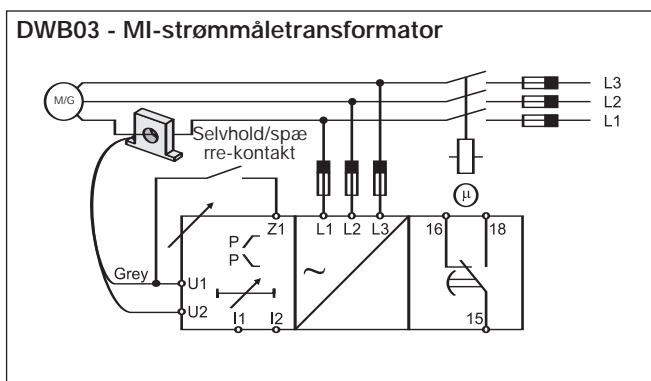 DWB03 - MI-strømmåletransformator
M/G
L3
L2
L1
Selvhold/spæ
rre-kontakt
µ
Z1
L1
L2
L3
16
18
P
P
~
Grey
U1
U2
I1
I2
15